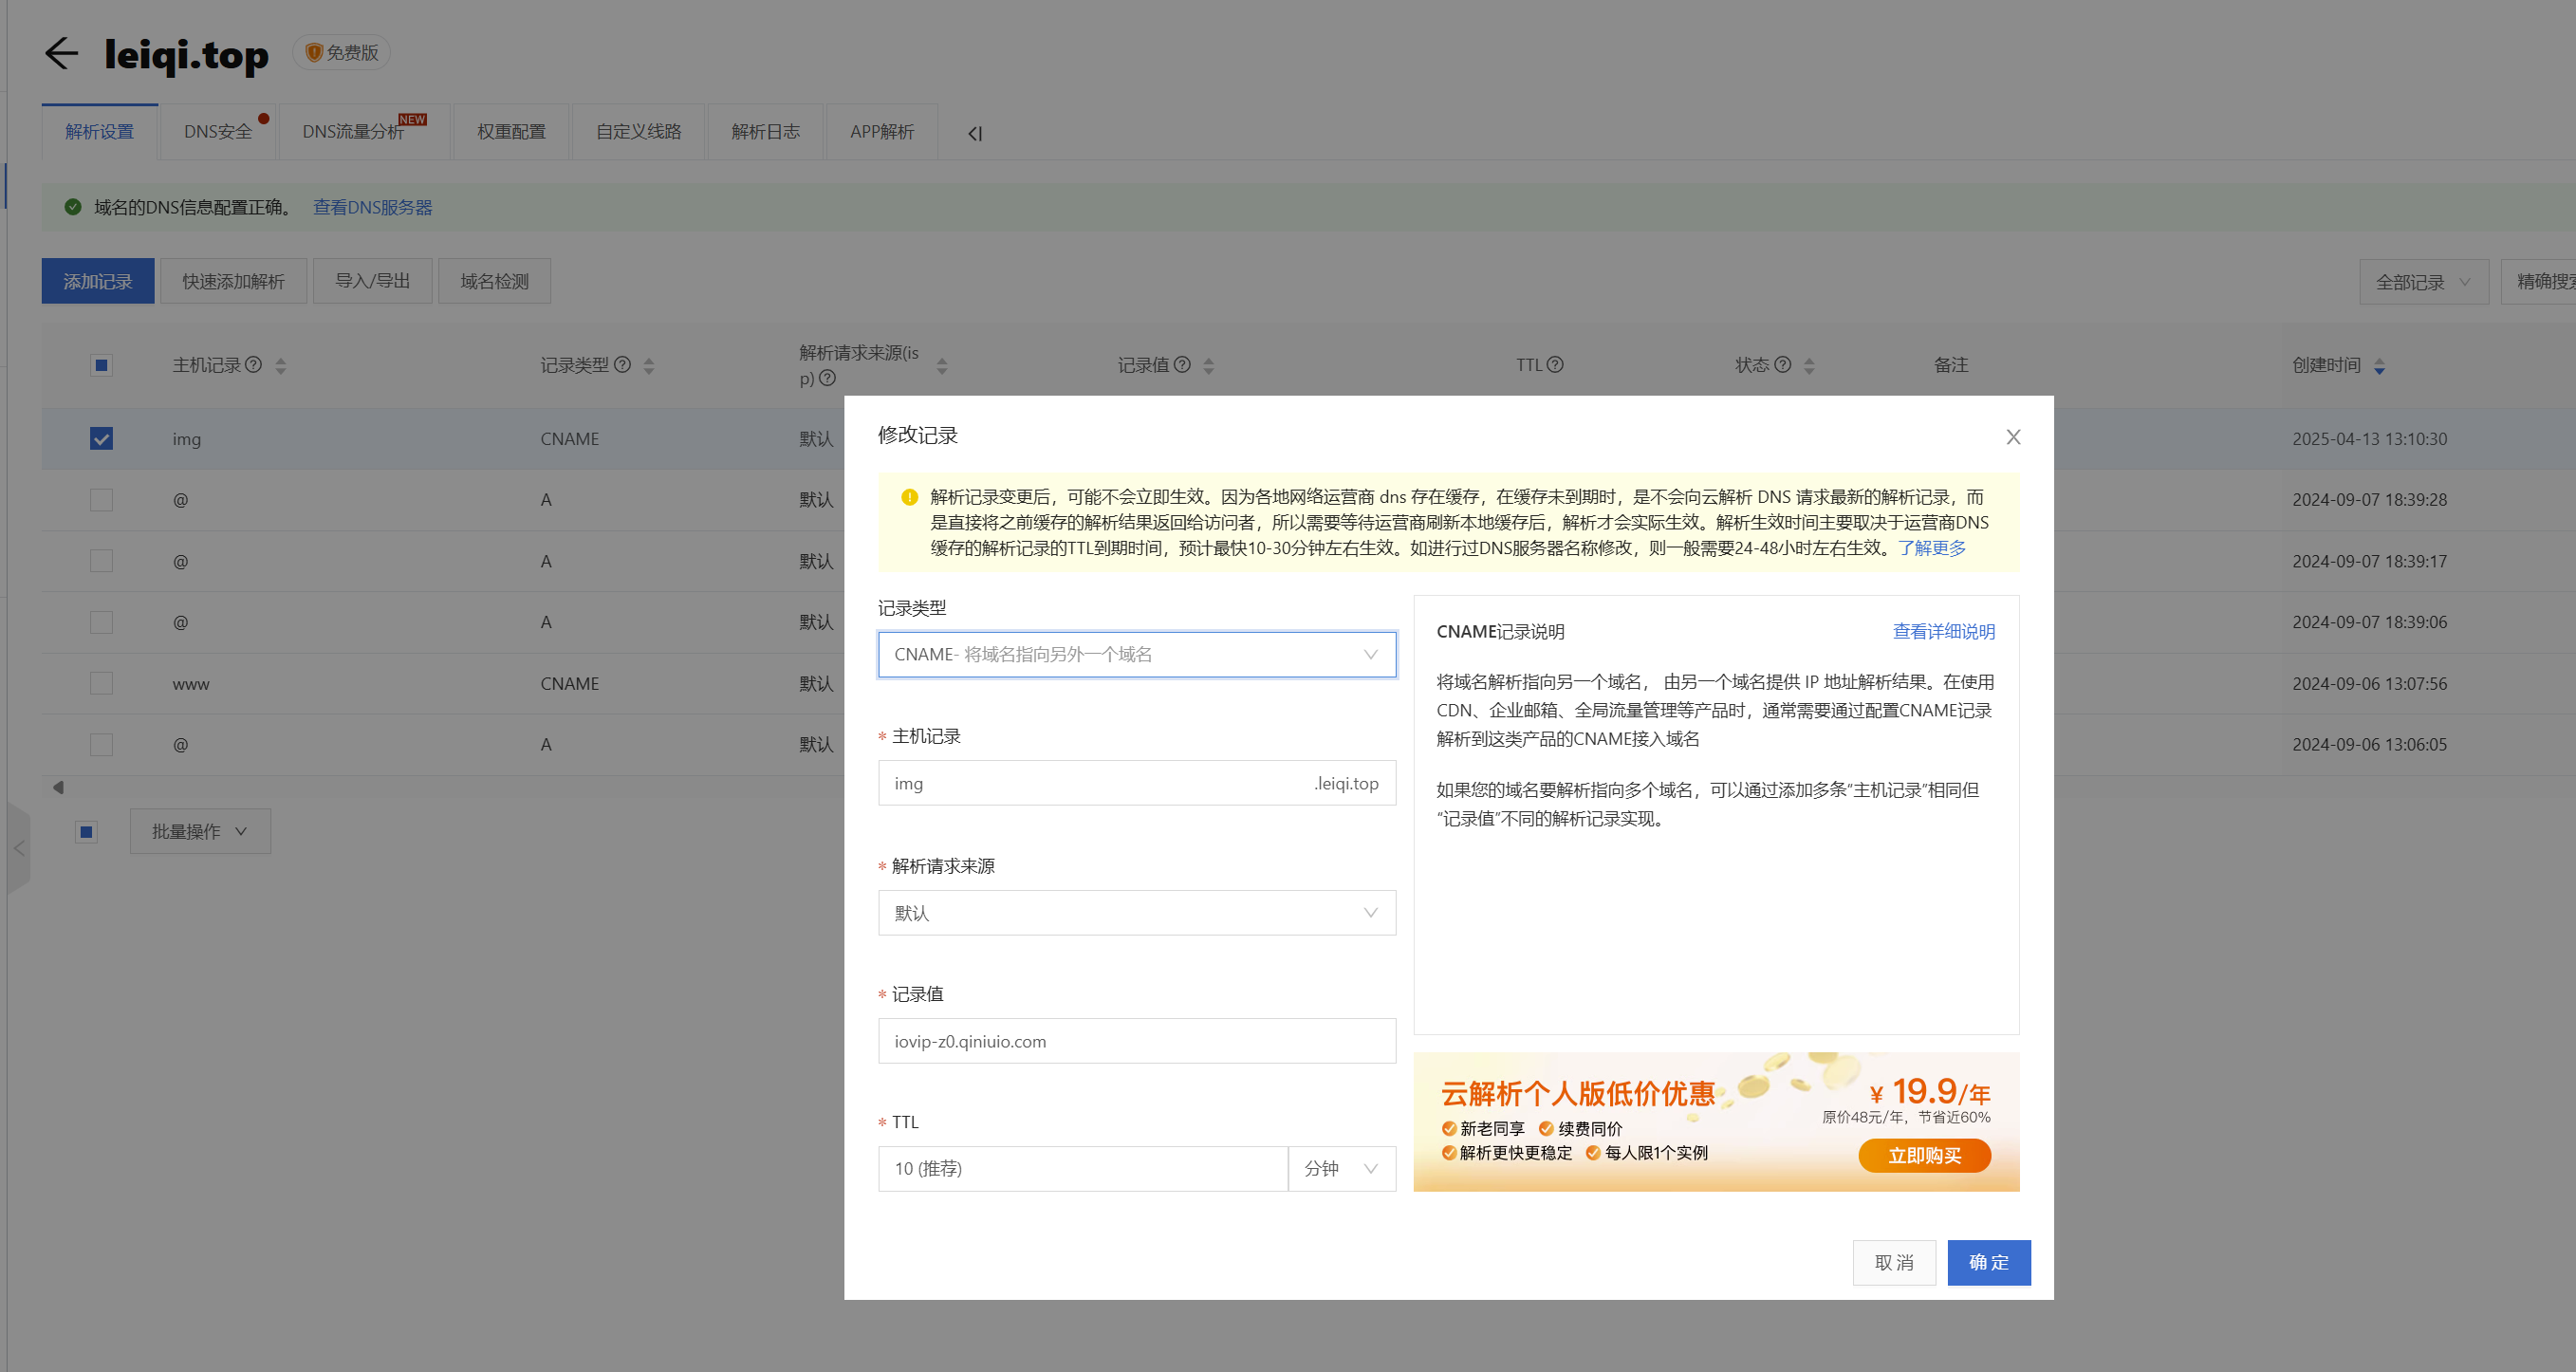 leiqi.top
免费版
解析设置
DNS安全
DNS流量分析
NEW
权重配置
自定义线路
解析日志
APP解析
域名的DNS信息配置正确。 查看DNS服务器
添加记录
快速添加解析
导入/导出
域名检测
全部记录
精确搜索
主机记录
记录类型
解析请求来源(is
p)
记录值
TTL
状态
备注
创建时间
img CNAME 默认 2025-04-13 13:10:30
@ A 默认 2024-09-07 18:39:28
@ A 默认 2024-09-07 18:39:17
@ A 默认 2024-09-07 18:39:06
www CNAME 默认 2024-09-06 13:07:56
@ A 默认 2024-09-06 13:06:05
批量操作
修改记录
解析记录变更后，可能不会立即生效。因为各地网络运营商 dns 存在缓存，在缓存未到期时，是不会向云解析 DNS 请求最新的解析记录，而
是直接将之前缓存的解析结果返回给访问者，所以需要等待运营商刷新本地缓存后，解析才会实际生效。解析生效时间主要取决于运营商DNS
缓存的解析记录的TTL到期时间，预计最快10-30分钟左右生效。如进行过DNS服务器名称修改，则一般需要24-48小时左右生效。了解更多
记录类型
CNAME- 将域名指向另外一个域名
* 主机记录
img .leiqi.top
* 解析请求来源
默认
* 记录值
iovip-z0.qiniuio.com
* TTL
10 (推荐) 分钟
CNAME记录说明 查看详细说明
将域名解析指向另一个域名， 由另一个域名提供 IP 地址解析结果。在使用
CDN、企业邮箱、全局流量管理等产品时，通常需要通过配置CNAME记录
解析到这类产品的CNAME接入域名
如果您的域名要解析指向多个域名，可以通过添加多条“主机记录”相同但
“记录值”不同的解析记录实现。
云解析个人版低价优惠
¥ 19.9/年
原价48元/年，节省近60%
新老同享 续费同价
解析更快更稳定 每人限1个实例
立即购买
取 消
确 定